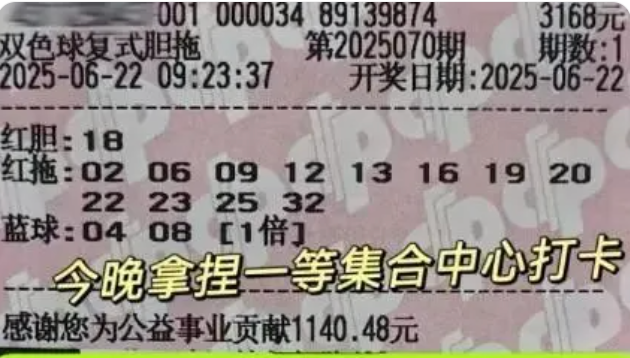 001 000034 89139874 3168元
双色球复式胆拖 第2025070期 期数:1
2025-06-22 09:23:37 开奖日期:2025-06-22
红胆:18
红拖:02 06 09 12 13 16 19 20
22 23 25 32
蓝球:04 08 [1倍]
今晚拿捏一等集合中心打卡
感谢您为公益事业贡献1140.48元